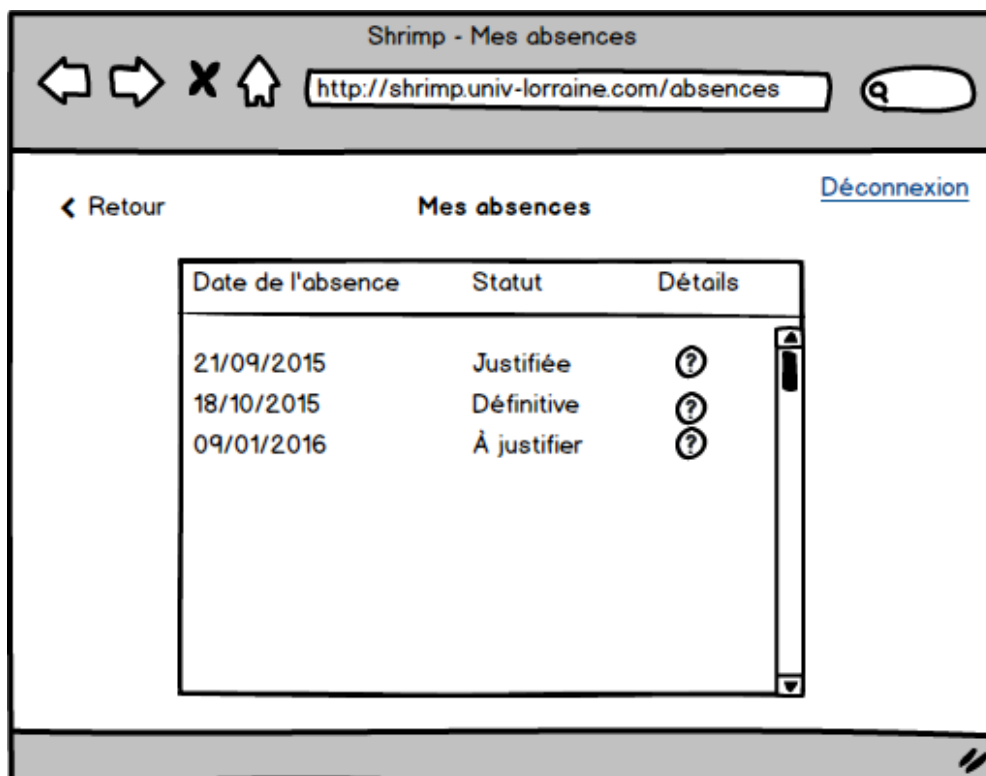 Shrimp - Mes absences
http://shrimp.univ-lorraine.com/absences
Déconnexion
Retour Mes absences
Date de l'absence Statut Détails
21/09/2015 Justifiée ?
18/10/2015 Définitive ?
09/01/2016 À justifier ?